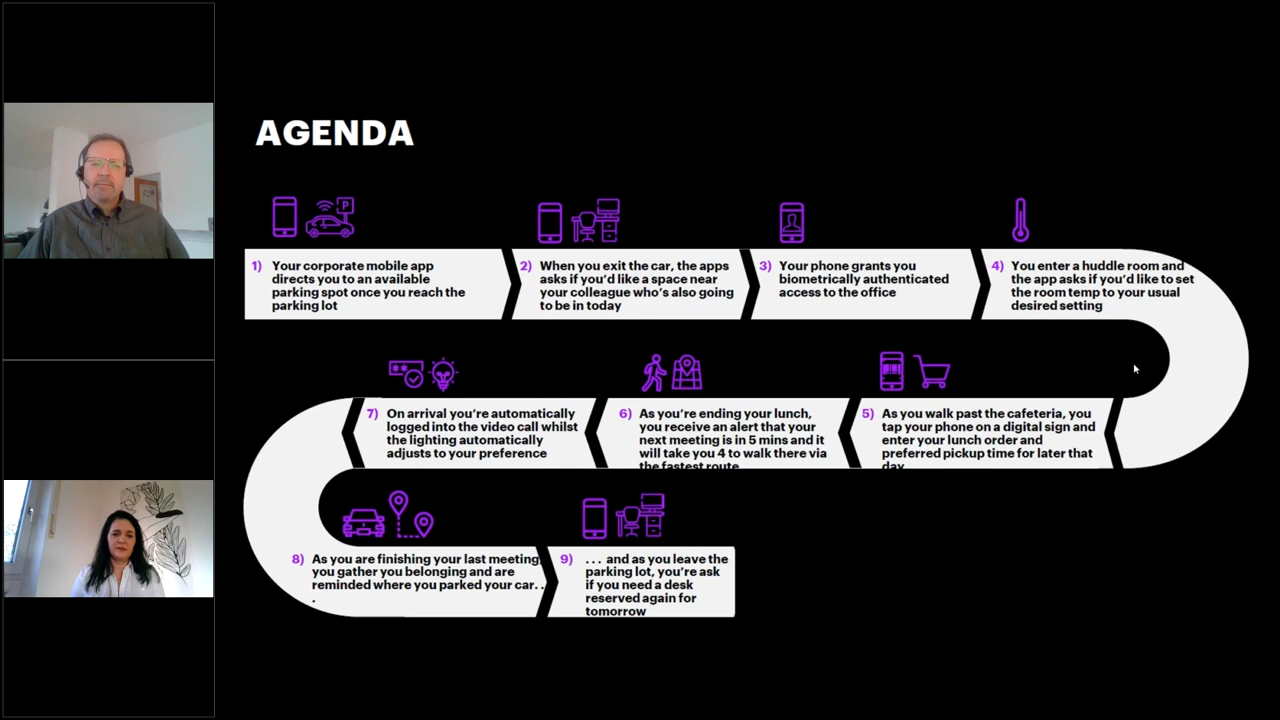 AGENDA
P
1) Your corporate mobile app
directs you to an available
parking spot once you reach the
parking lot
2) When you exit the car, the apps
asks if you'd like a space near
your colleague who's also going
to be in today
3) Your phone grants you
biometrically authenticated
access to the office
4) You enter a huddle room and
the app asks if you'd like to set
the room temp to your usual
desired setting
5) As you walk past the cafeteria, you
tap your phone on a digital sign and
enter your lunch order and
preferred pickup time for later that
day
6) As you're ending your lunch,
you receive an alert that your
next meeting is in 5 mins and it
will take you 4 to walk there via
the fastest route
7) On arrival you're automatically
logged into the video call whilst
the lighting automatically
adjusts to your preference
8) As you are finishing your last meeting,
you gather you belonging and are
reminded where you parked your car. .
.
9) ... and as you leave the
parking lot, you're ask
if you need a desk
reserved again for
tomorrow